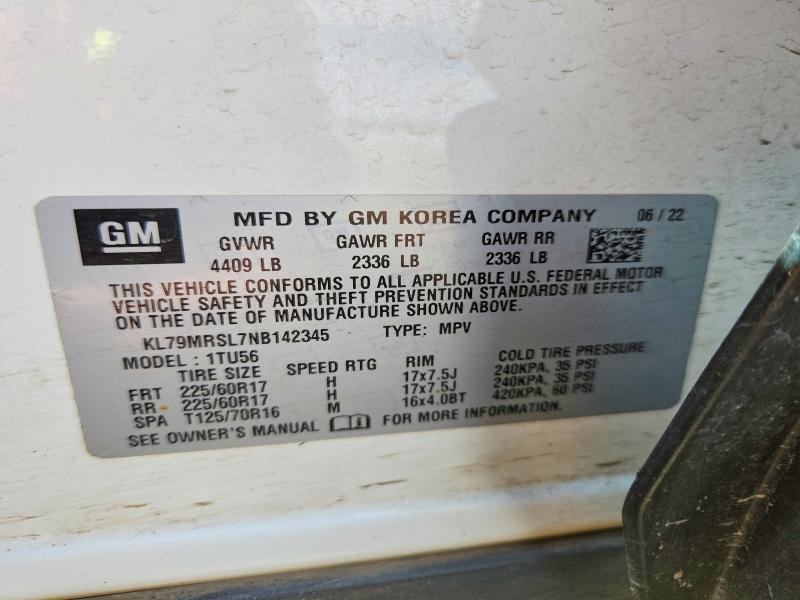 GM MFD BY GM KOREA COMPANY 06 / 22
GVWR GAWR FRT GAWR RR
4409 LB 2336 LB 2336 LB
THIS VEHICLE CONFORMS TO ALL APPLICABLE U.S. FEDERAL MOTOR
VEHICLE SAFETY AND THEFT PREVENTION STANDARDS IN EFFECT
ON THE DATE OF MANUFACTURE SHOWN ABOVE.
KL79MRSL7NB142345 TYPE: MPV
MODEL: 1TU56
TIRE SIZE SPEED RTG RIM COLD TIRE PRESSURE
FRT 225/60R17 H 17x7.5J 240KPA, 35 PSI
RR 225/60R17 H 17x7.5J 240KPA, 35 PSI
SPA T125/70R16 M 16x4.0BT 420KPA, 60 PSI
SEE OWNER'S MANUAL FOR MORE INFORMATION.